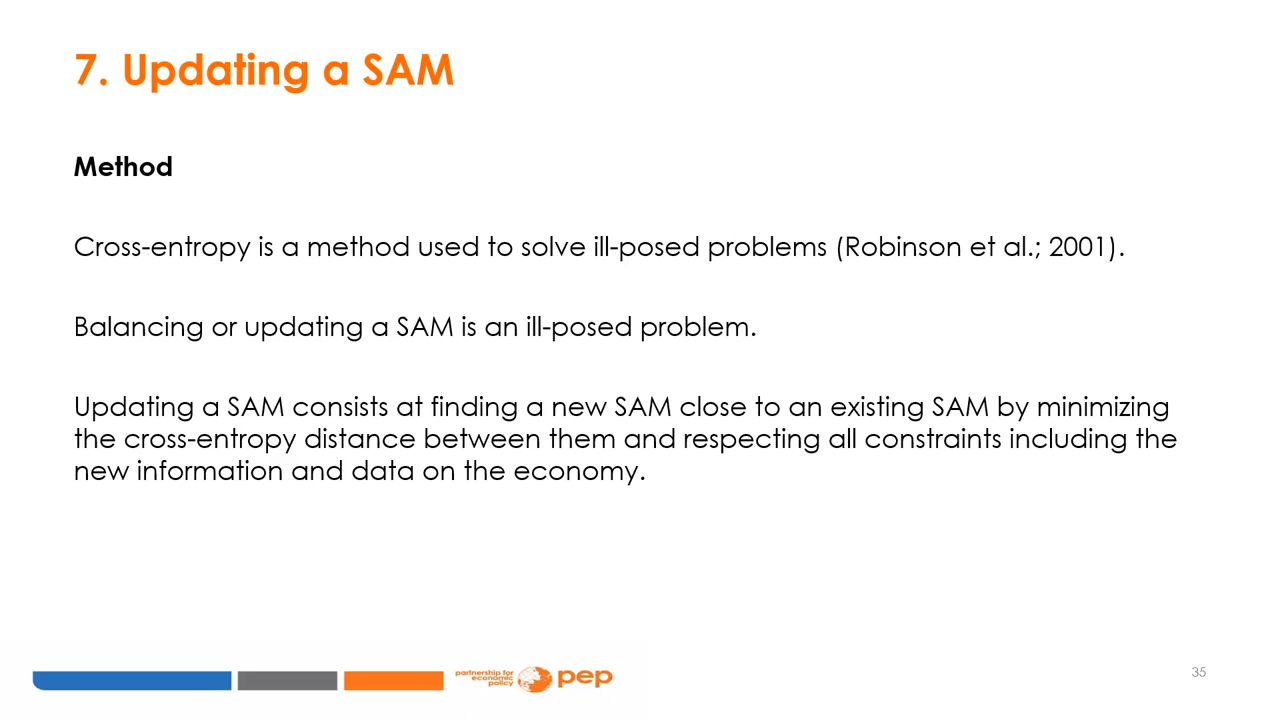 7. Updating a SAM
Method
Cross-entropy is a method used to solve ill-posed problems (Robinson et al.; 2001).
Balancing or updating a SAM is an ill-posed problem.
Updating a SAM consists at finding a new SAM close to an existing SAM by minimizing
the cross-entropy distance between them and respecting all constraints including the
new information and data on the economy.
partnership for
economic
policy
pep
35